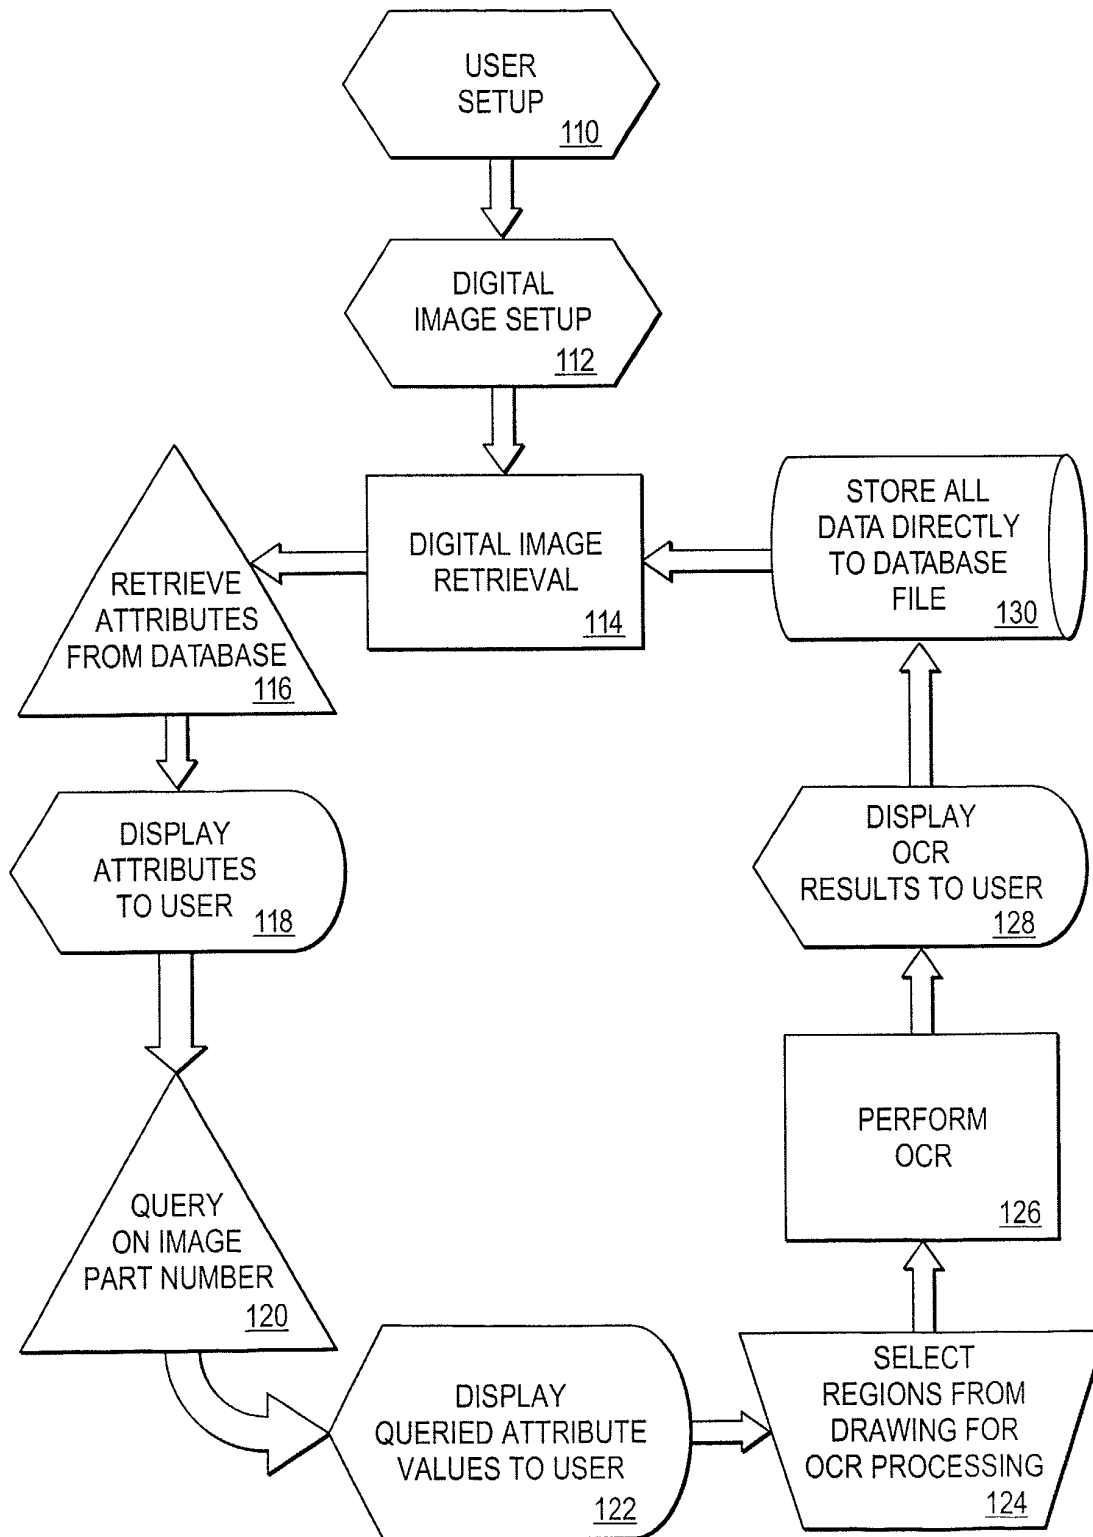 USER
SETUP
110
DIGITAL
IMAGE SETUP
112
DIGITAL IMAGE
RETRIEVAL
114
RETRIEVE
ATTRIBUTES
FROM DATABASE
116
DISPLAY
ATTRIBUTES
TO USER
118
QUERY
ON IMAGE
PART NUMBER
120
DISPLAY
QUERIED ATTRIBUTE
VALUES TO USER
122
SELECT
REGIONS FROM
DRAWING FOR
OCR PROCESSING
124
PERFORM
OCR
126
DISPLAY
OCR
RESULTS TO USER
128
STORE ALL
DATA DIRECTLY
TO DATABASE
FILE
130